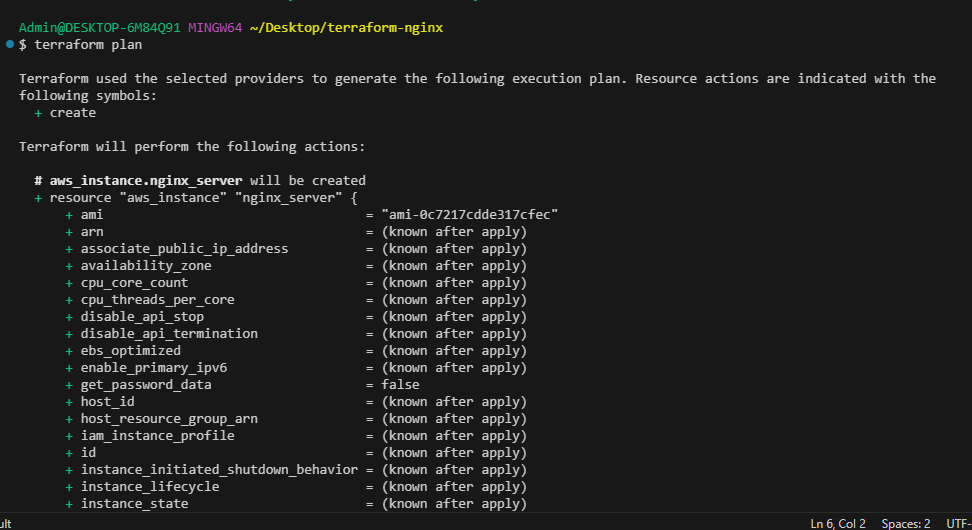 Admin@DESKTOP-6M84Q91 MINGW64 ~/Desktop/terraform-nginx
$ terraform plan
Terraform used the selected providers to generate the following execution plan. Resource actions are indicated with the
following symbols:
+ create
Terraform will perform the following actions:
# aws_instance.nginx_server will be created
+ resource "aws_instance" "nginx_server" {
+ ami = "ami-0c7217cdde317cfec"
+ arn = (known after apply)
+ associate_public_ip_address = (known after apply)
+ availability_zone = (known after apply)
+ cpu_core_count = (known after apply)
+ cpu_threads_per_core = (known after apply)
+ disable_api_stop = (known after apply)
+ disable_api_termination = (known after apply)
+ ebs_optimized = (known after apply)
+ enable_primary_ipv6 = (known after apply)
+ get_password_data = false
+ host_id = (known after apply)
+ host_resource_group_arn = (known after apply)
+ iam_instance_profile = (known after apply)
+ id = (known after apply)
+ instance_initiated_shutdown_behavior = (known after apply)
+ instance_lifecycle = (known after apply)
+ instance_state = (known after apply)
ult Ln 6, Col 2 Spaces: 2 UTF-